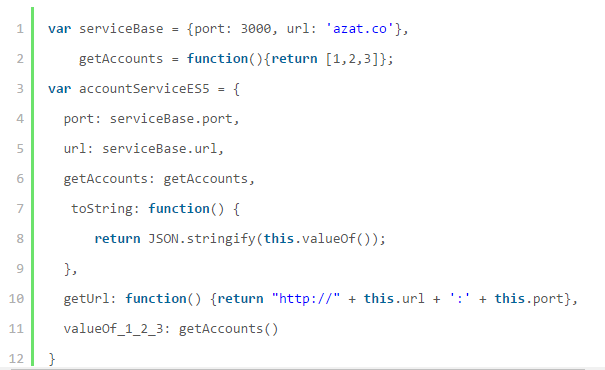 1 var serviceBase = {port: 3000, url: 'azat.co'},
2     getAccounts = function(){return [1,2,3]};
3 var accountServiceES5 = {
4   port: serviceBase.port,
5   url: serviceBase.url,
6   getAccounts: getAccounts,
7    toString: function() {
8       return JSON.stringify(this.valueOf());
9   },
10   getUrl: function() {return "http://" + this.url + ':' + this.port},
11   valueOf_1_2_3: getAccounts()
12 }